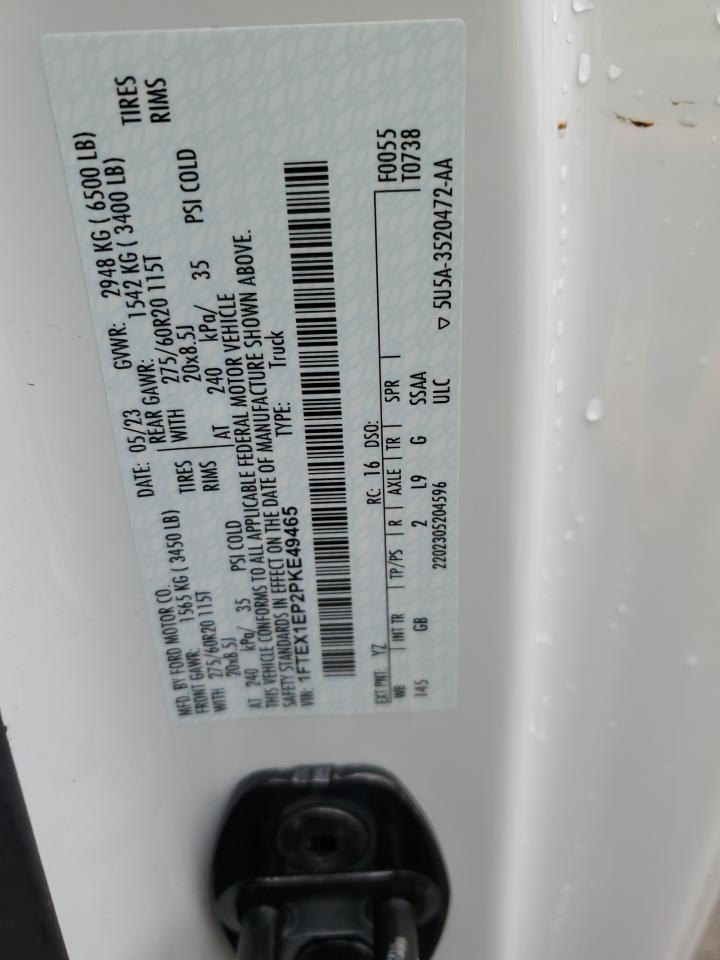 MFD. BY FORD MOTOR CO.
DATE: 05/23 GVWR: 2948 KG ( 6500 LB)
FRONT GAWR: 1565 KG ( 3450 LB)
REAR GAWR: 1542 KG ( 3400 LB)
WITH 275/60R20 115T TIRES
WITH 275/60R20 115T TIRES
20x8.5J RIMS
20x8.5J RIMS
AT 240 kPa/ 35 PSI COLD
AT 240 kPa/ 35 PSI COLD
THIS VEHICLE CONFORMS TO ALL APPLICABLE FEDERAL MOTOR VEHICLE
SAFETY STANDARDS IN EFFECT ON THE DATE OF MANUFACTURE SHOWN ABOVE.
VIN: 1FTEX1EP2PKE49465 TYPE: Truck
F0055
T0738
EXT PNT: YZ RC: 16 DSO:
WB INT TR TP/PS R AXLE TR SPR
145 GB 2 L9 G SSAA
2202305204596 ULC ▽ 5U5A-3520472-AA